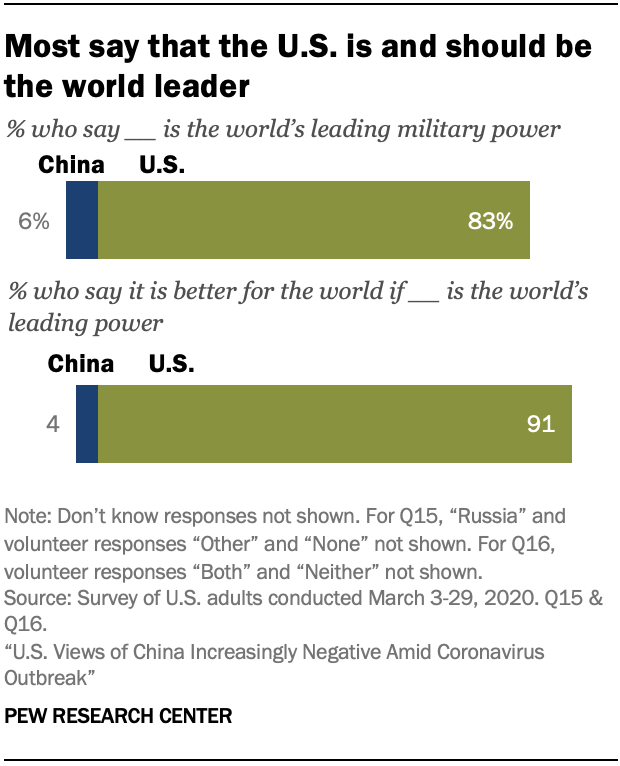 Most say that the U.S. is and should be
the world leader
% who say __ is the world's leading military power
China U.S.
6% 83%
% who say it is better for the world if __ is the world's
leading power
China U.S.
4 91
Note: Don't know responses not shown. For Q15, “Russia” and
volunteer responses “Other” and “None” not shown. For Q16,
volunteer responses “Both” and “Neither” not shown.
Source: Survey of U.S. adults conducted March 3-29, 2020. Q15 &
Q16.
“U.S. Views of China Increasingly Negative Amid Coronavirus
Outbreak”
PEW RESEARCH CENTER